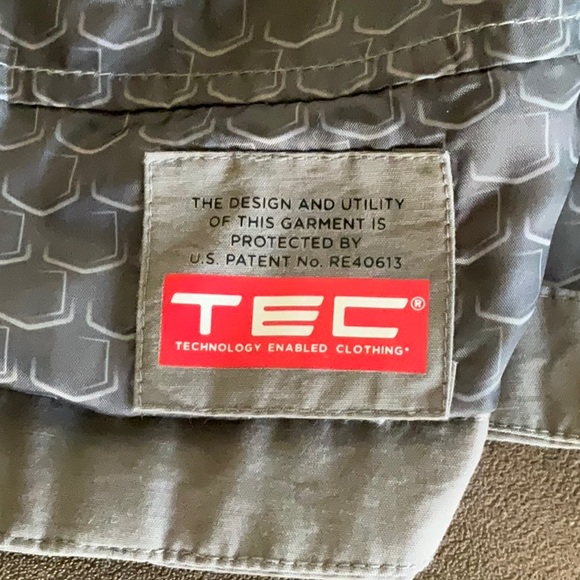 THE DESIGN AND UTILITY
OF THIS GARMENT IS
PROTECTED BY
U.S. PATENT No. RE40613
TEC®
TECHNOLOGY ENABLED CLOTHING®